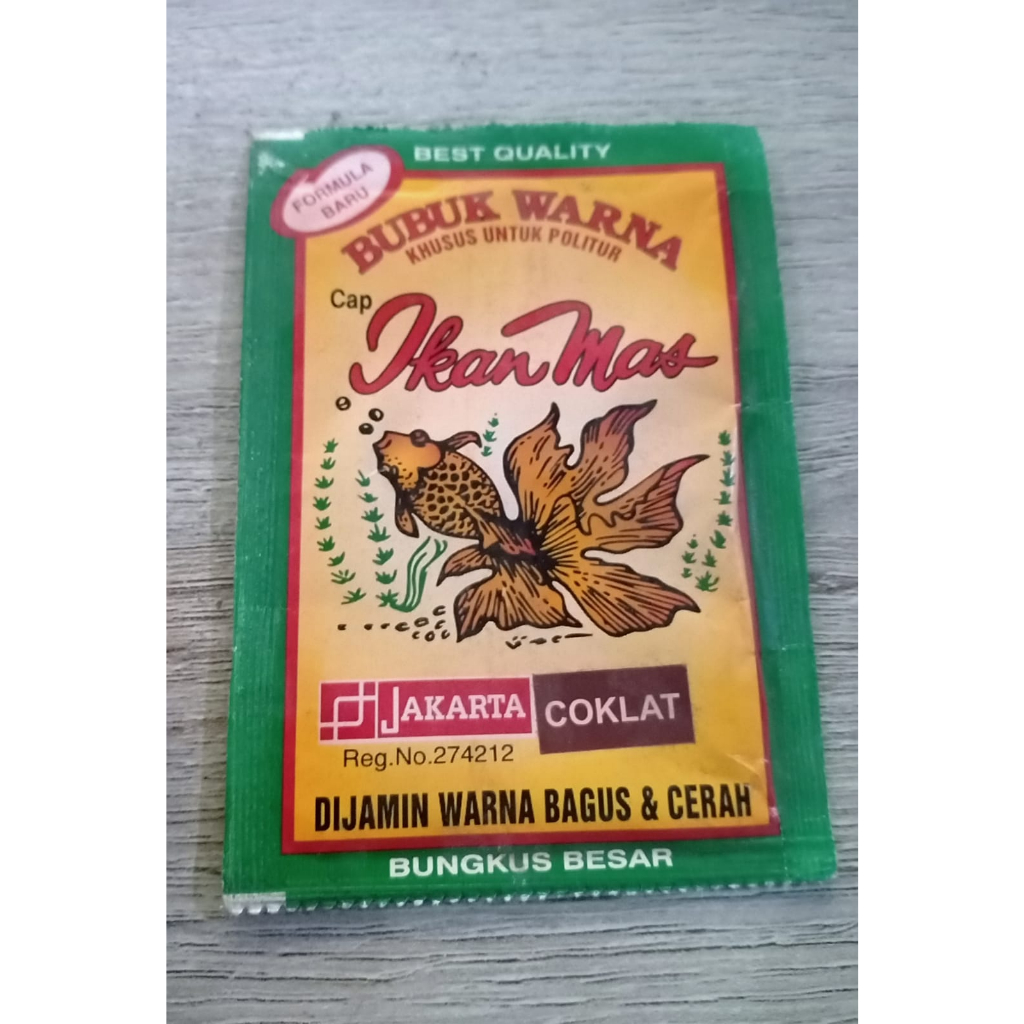 BEST QUALITY
FORMULA
BARU
BUBUK WARNA
KHUSUS UNTUK POLITUR
Cap
Ikan Mas
JAKARTA
COKLAT
Reg.No.274212
DIJAMIN WARNA BAGUS & CERAH
BUNGKUS BESAR